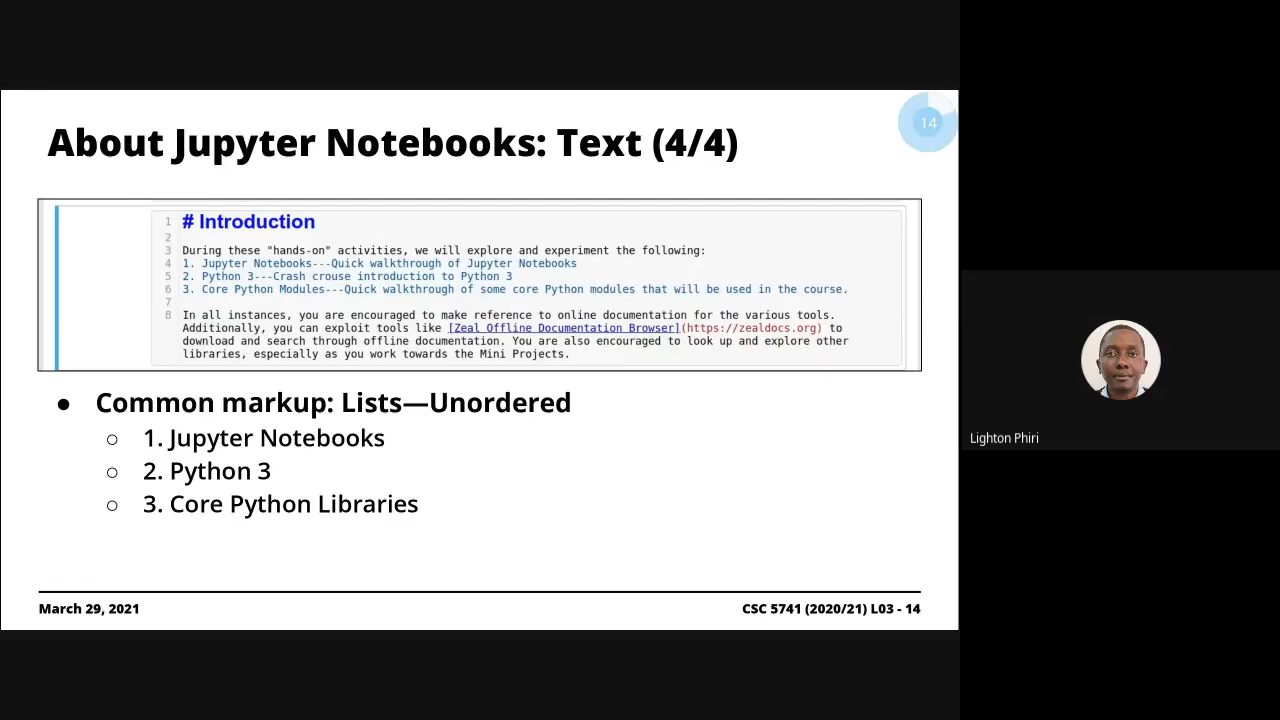 About Jupyter Notebooks: Text (4/4)
14
1 # Introduction
2
3 During these "hands-on" activities, we will explore and experiment the following:
4 1. Jupyter Notebooks---Quick walkthrough of Jupyter Notebooks
5 2. Python 3---Crash crouse introduction to Python 3
6 3. Core Python Modules---Quick walkthrough of some core Python modules that will be used in the course.
7
8 In all instances, you are encouraged to make reference to online documentation for the various tools.
Additionally, you can exploit tools like [Zeal Offline Documentation Browser](https://zealdocs.org) to
download and search through offline documentation. You are also encouraged to look up and explore other
libraries, especially as you work towards the Mini Projects.
● Common markup: Lists—Unordered
○ 1. Jupyter Notebooks
○ 2. Python 3
○ 3. Core Python Libraries
March 29, 2021
CSC 5741 (2020/21) L03 - 14
Lighton Phiri